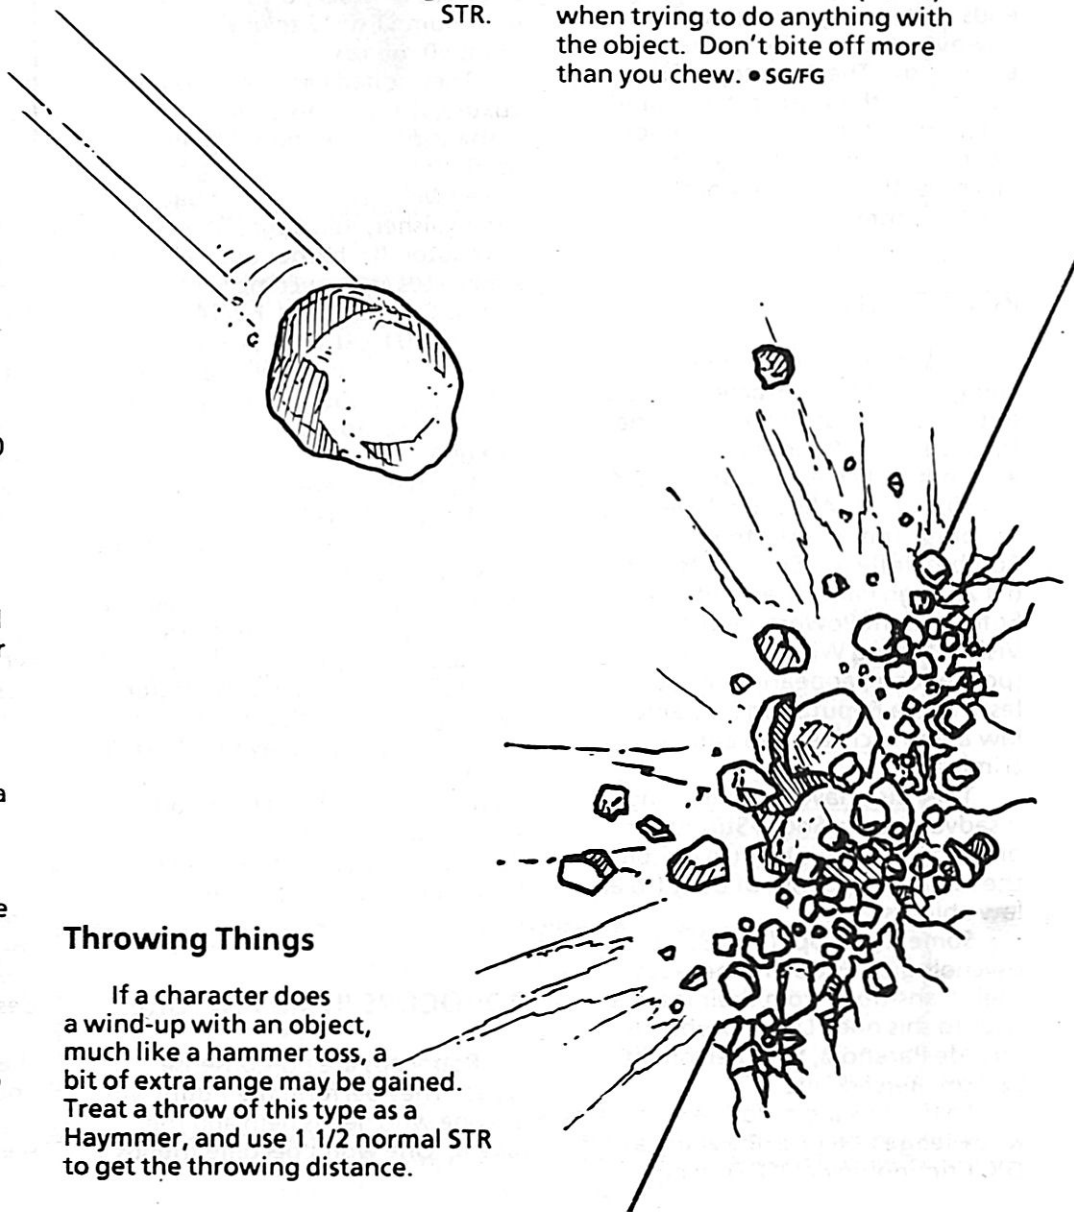 STR.
when trying to do anything with
the object. Don't bite off more
than you chew. • SG/FG
Throwing Things
If a character does
a wind-up with an object,
much like a hammer toss, a
bit of extra range may be gained.
Treat a throw of this type as a
Haymmer, and use 1 1/2 normal STR
to get the throwing distance.